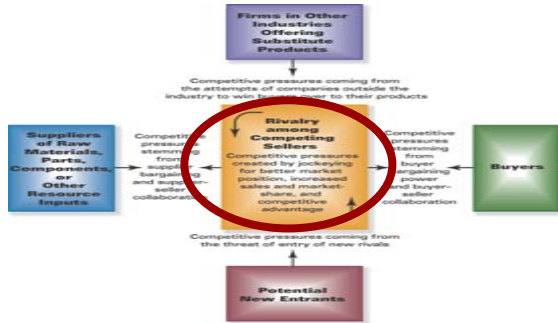 Firms in Other
Industries
Offering
Substitute
Products
Competitive pressures coming from
the attempts of companies outside the
industry to win buyers over to their products
Suppliers
of Raw
Materials,
Parts,
Components,
or
Other
Resource
Inputs
Competitive
pressures
stemming
from
supplier
bargaining
and supplier-
seller
collaboration
Rivalry
among
Competing
Sellers
Competitive pressures
created by jockeying
for better market
position, increased
sales and market-
share, and
competitive
advantage
Competitive
pressures
stemming
from
buyer
bargaining
power
and buyer-
seller
collaboration
Buyers
Competitive pressures coming from
the threat of entry of new rivals
Potential
New Entrants